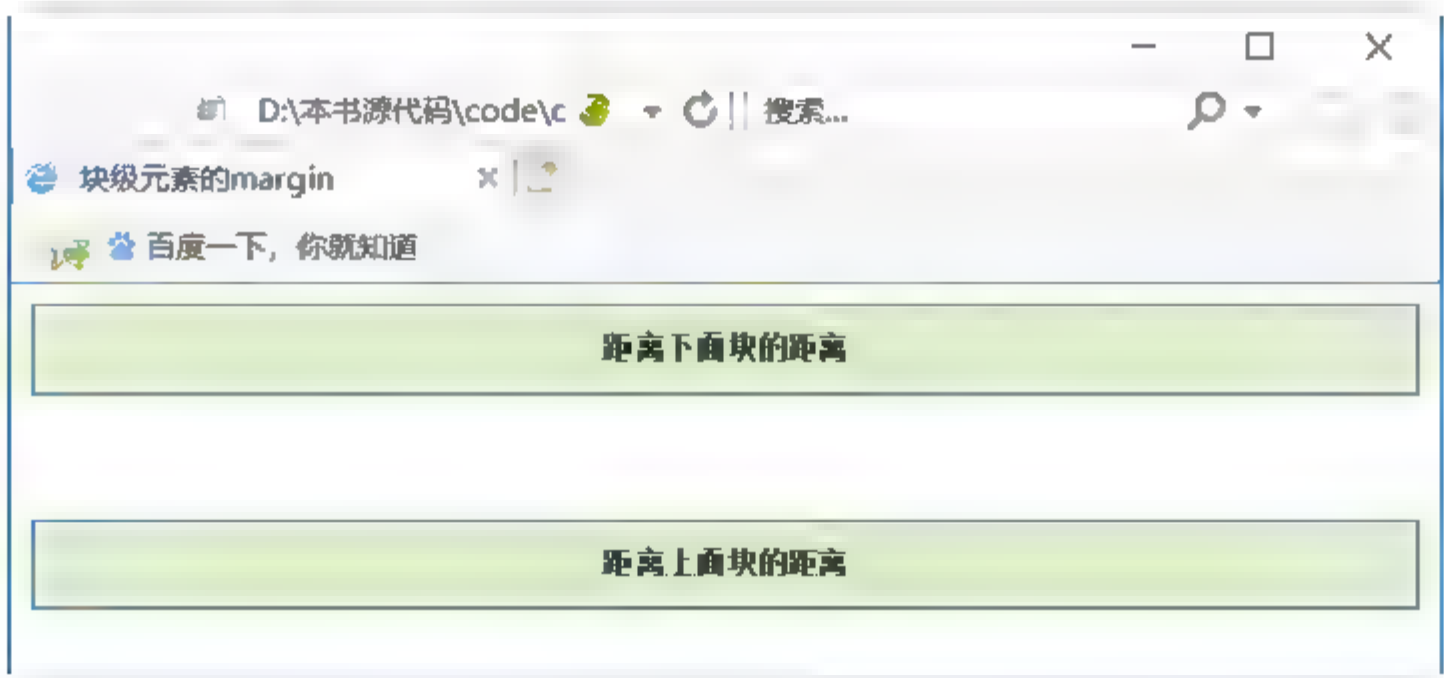 D:\本书源代码\code\c
搜索...
块级元素的margin
百度一下，你就知道
距离下面块的距离
距离上面块的距离